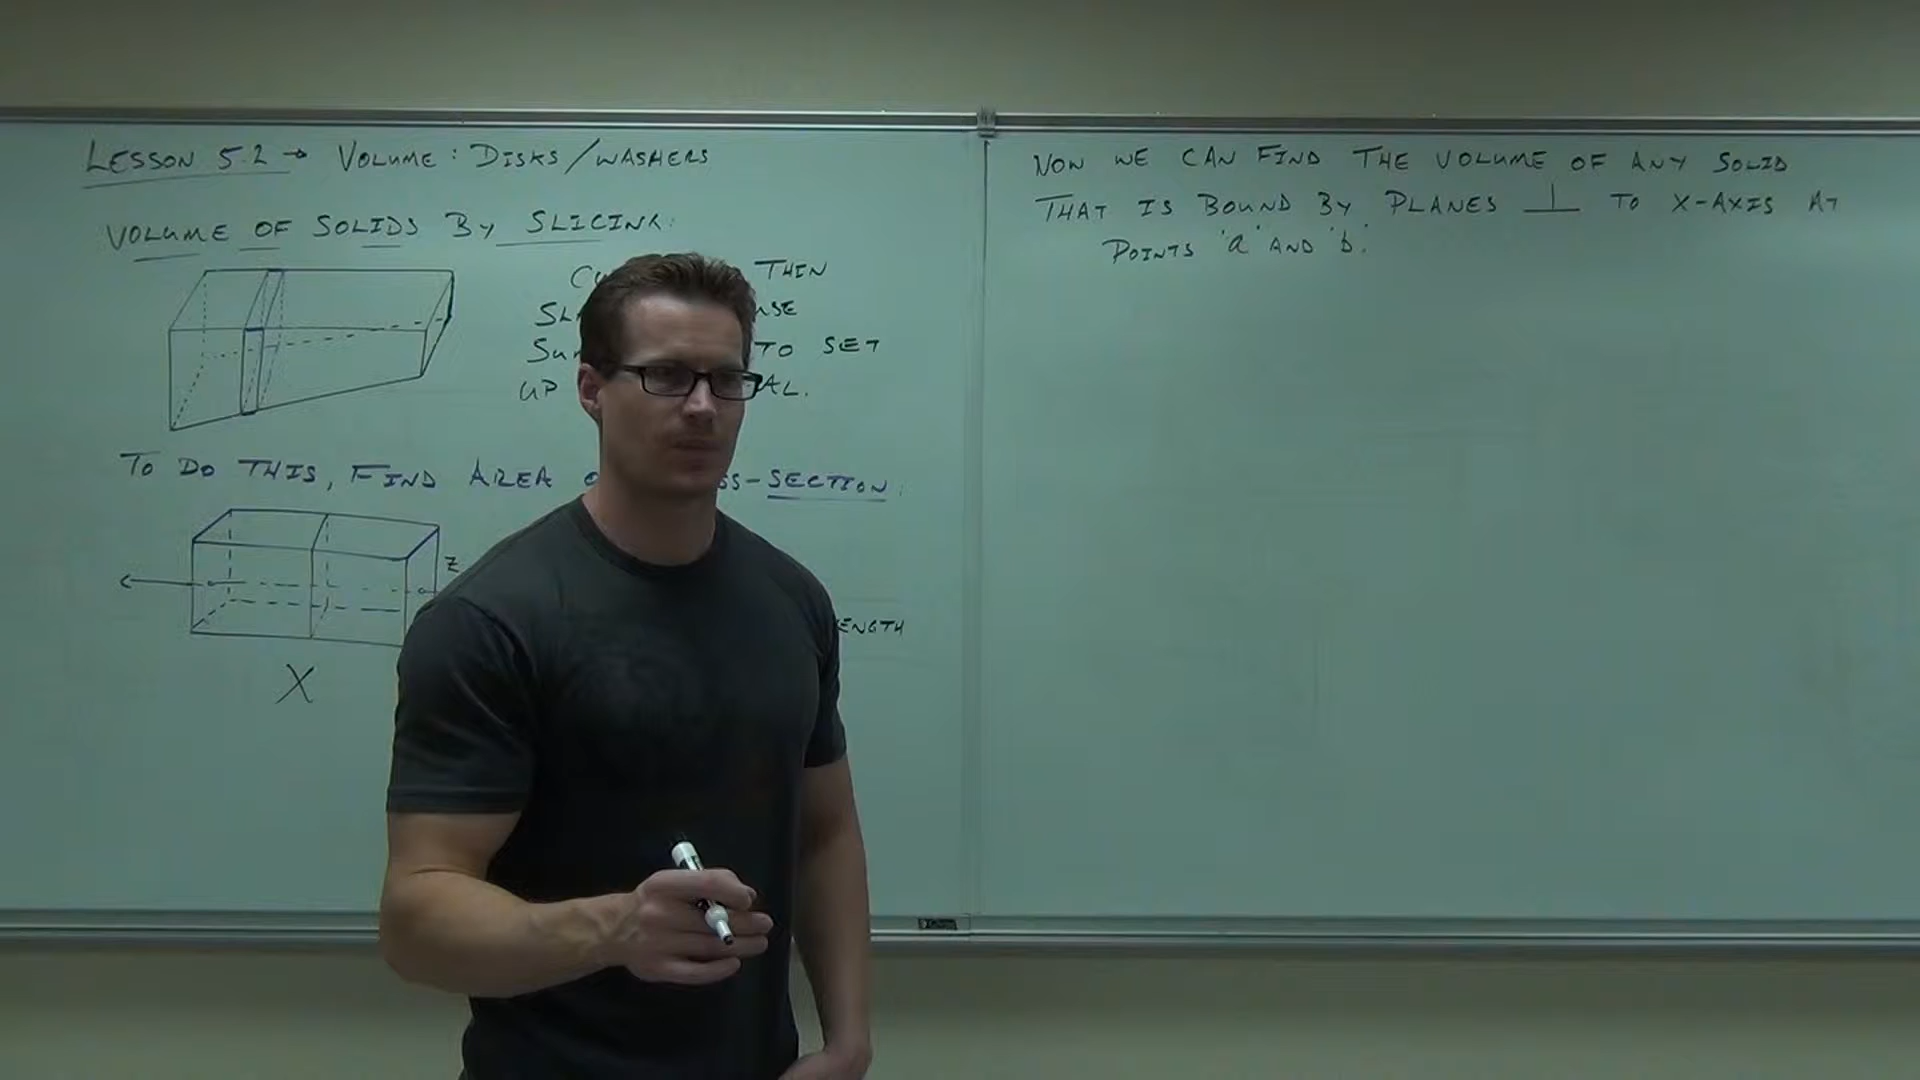 LESSON 5.2 → VOLUME: DISKS/WASHERS
VOLUME OF SOLIDS BY SLICING:
THIN
TO SET
UP
TO DO THIS, FIND AREA
-SECTION:
Z
X
NOW WE CAN FIND THE VOLUME OF ANY SOLID
THAT IS BOUND BY PLANES ⊥ TO X-AXIS AT
POINTS 'a' AND 'b'.